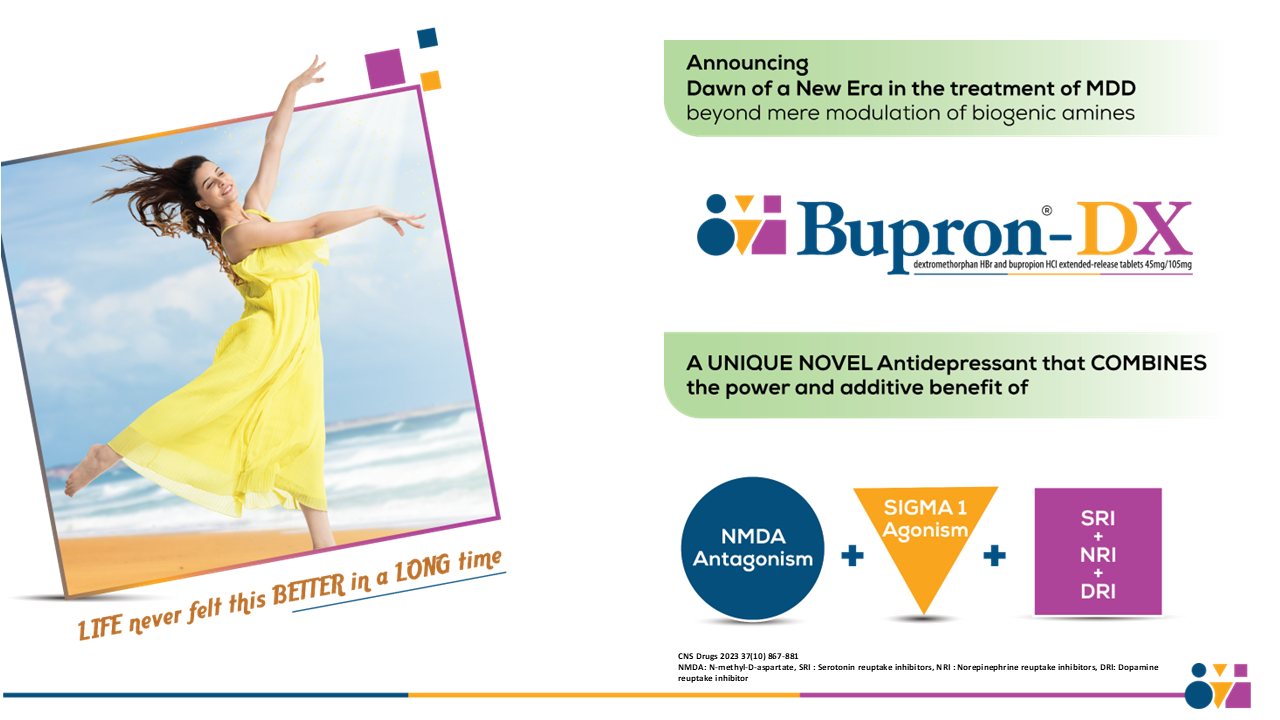 LIFE never felt this BETTER in a LONG time
Announcing
Dawn of a New Era in the treatment of MDD
beyond mere modulation of biogenic amines
Bupron®-DX
dextromethorphan HBr and bupropion HCl extended-release tablets 45mg/105mg
A UNIQUE NOVEL Antidepressant that COMBINES
the power and additive benefit of
NMDA
Antagonism
+
SIGMA 1
Agonism
+
SRI
+
NRI
+
DRI
CNS Drugs 2023 37(10) 867-881
NMDA: N-methyl-D-aspartate, SRI : Serotonin reuptake inhibitors, NRI : Norepinephrine reuptake inhibitors, DRI: Dopamine
reuptake inhibitor